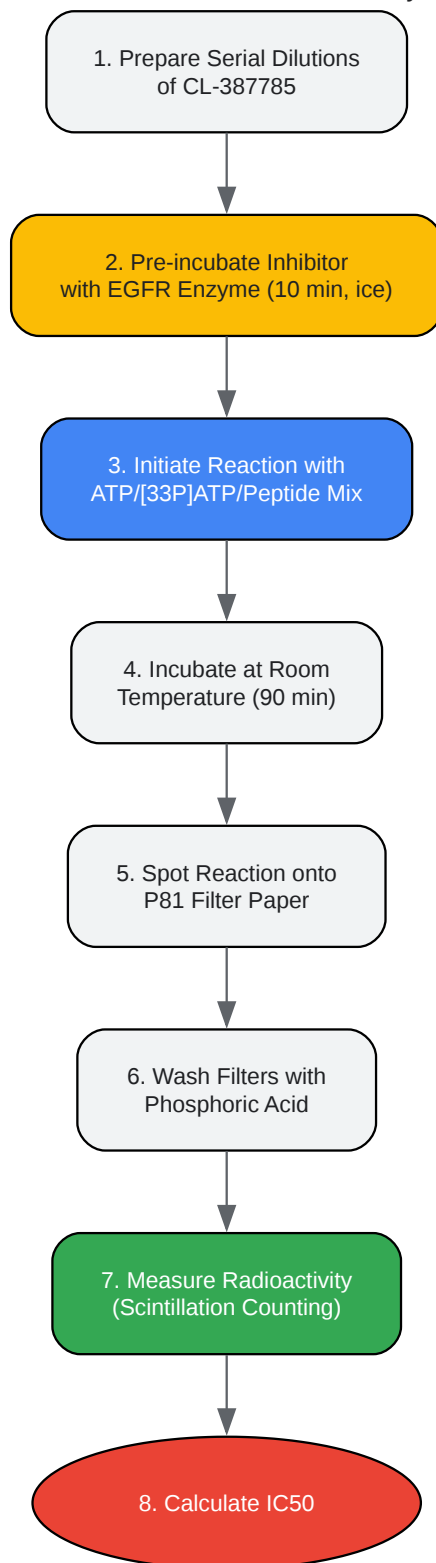 1. Prepare Serial Dilutions
of CL-387785
2. Pre-incubate Inhibitor
with EGFR Enzyme (10 min, ice)
3. Initiate Reaction with
ATP/[33P]ATP/Peptide Mix
4. Incubate at Room
Temperature (90 min)
5. Spot Reaction onto
P81 Filter Paper
6. Wash Filters with
Phosphoric Acid
7. Measure Radioactivity
(Scintillation Counting)
8. Calculate IC50